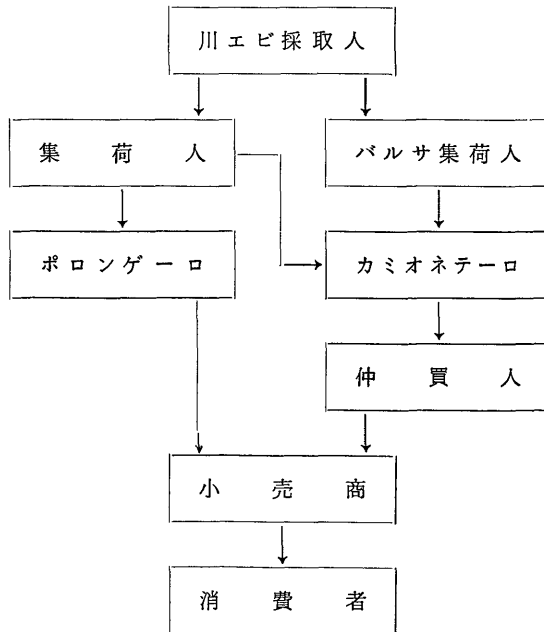 川エビ採取人
集荷人
バルサ集荷人
ポロンゲーロ
カミオネテーロ
仲買人
小売商
消費者